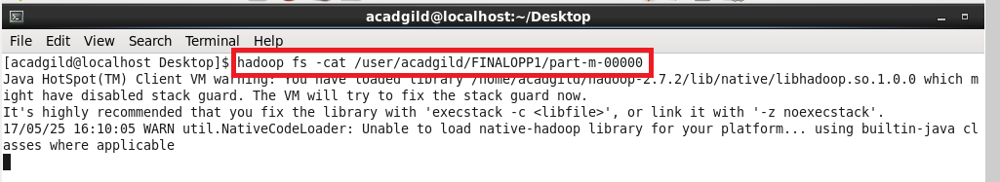 acadgild@localhost:~/Desktop
File Edit View Search Terminal Help
[acadgild@localhost Desktop]$ hadoop fs -cat /user/acadgild/FINALOPP1/part-m-00000
Java HotSpot(TM) Client VM warning: You have loaded library /home/acadgild/hadoop-2.7.2/lib/native/libhadoop.so.1.0.0 which m
ight have disabled stack guard. The VM will try to fix the stack guard now.
It's highly recommended that you fix the library with 'execstack -c <libfile>', or link it with '-z noexecstack'.
17/05/25 16:10:05 WARN util.NativeCodeLoader: Unable to load native-hadoop library for your platform... using builtin-java cl
asses where applicable